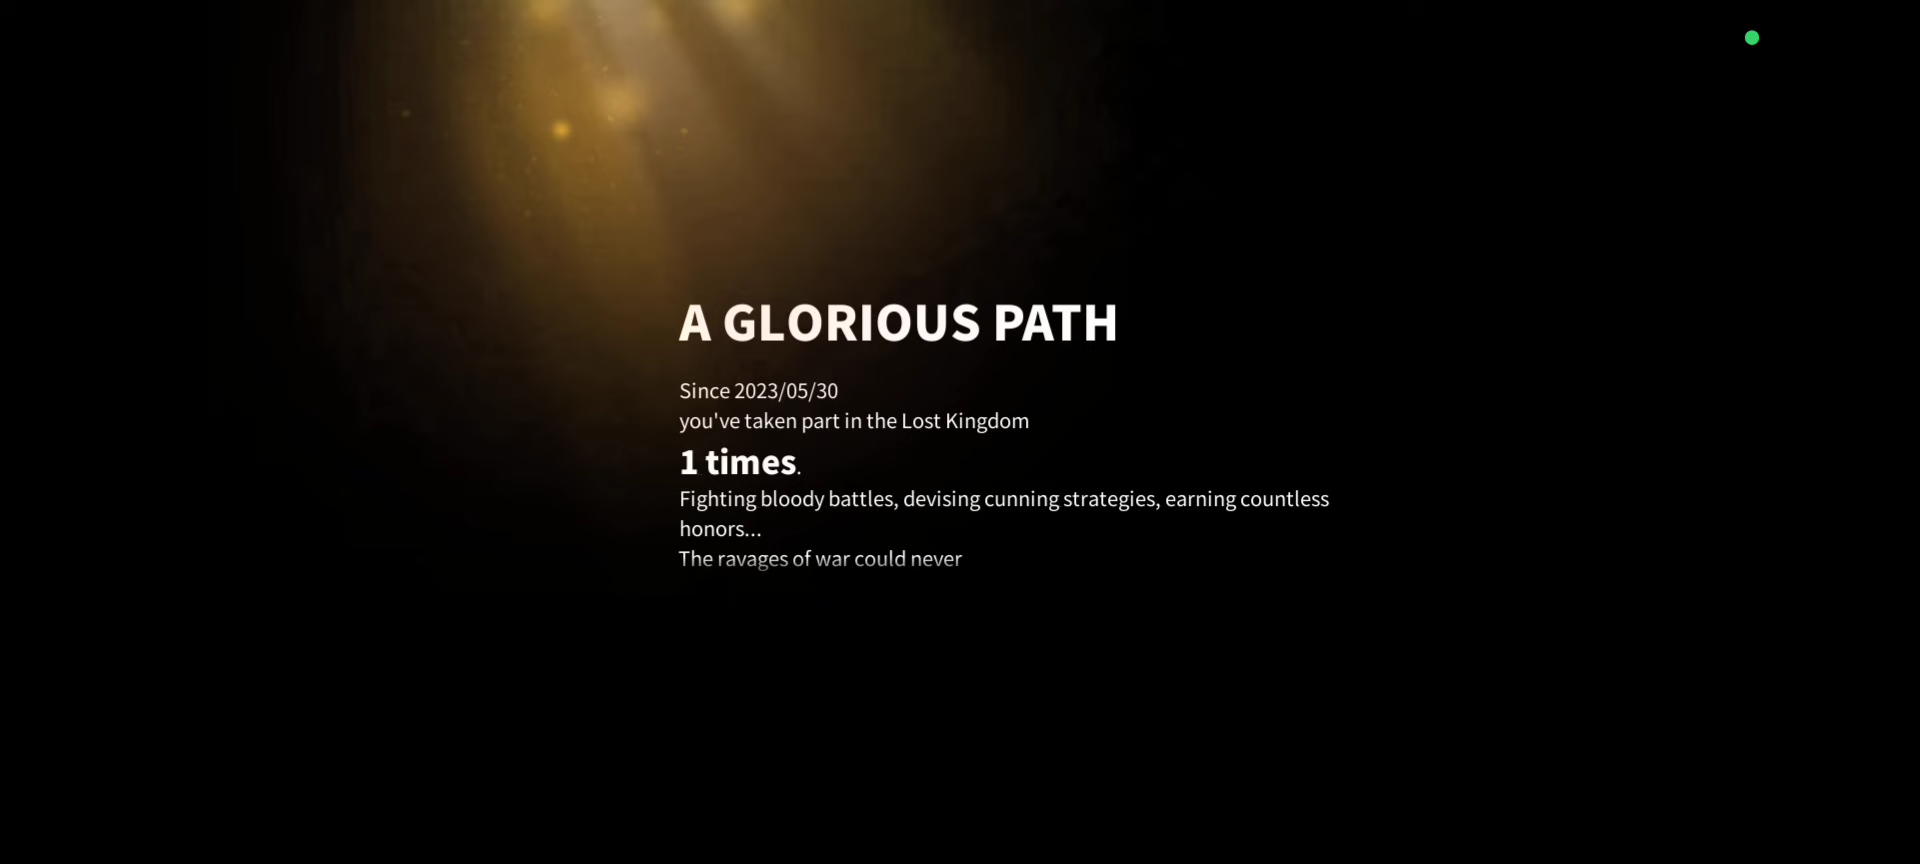 A GLORIOUS PATH
Since 2023/05/30
you've taken part in the Lost Kingdom
1 times.
Fighting bloody battles, devising cunning strategies, earning countless
honors...
The ravages of war could never